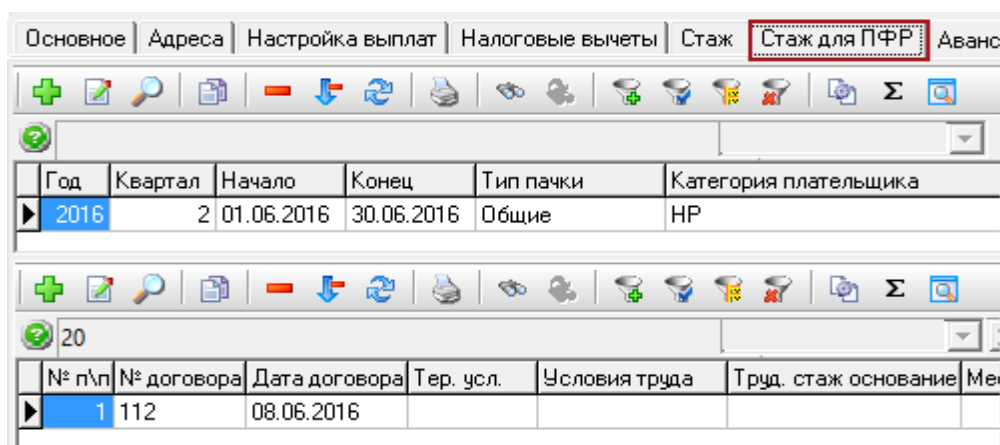 Основное Адреса Настройка выплат Налоговые вычеты Стаж Стаж для ПФР Аванс
Σ
Год Квартал Начало Конец Тип пачки Категория плательщика
2016 2 01.06.2016 30.06.2016 Общие НР
Σ
20
№ п\п № договора Дата договора Тер. усл. Условия труда Труд. стаж основание Мес
1 112 08.06.2016